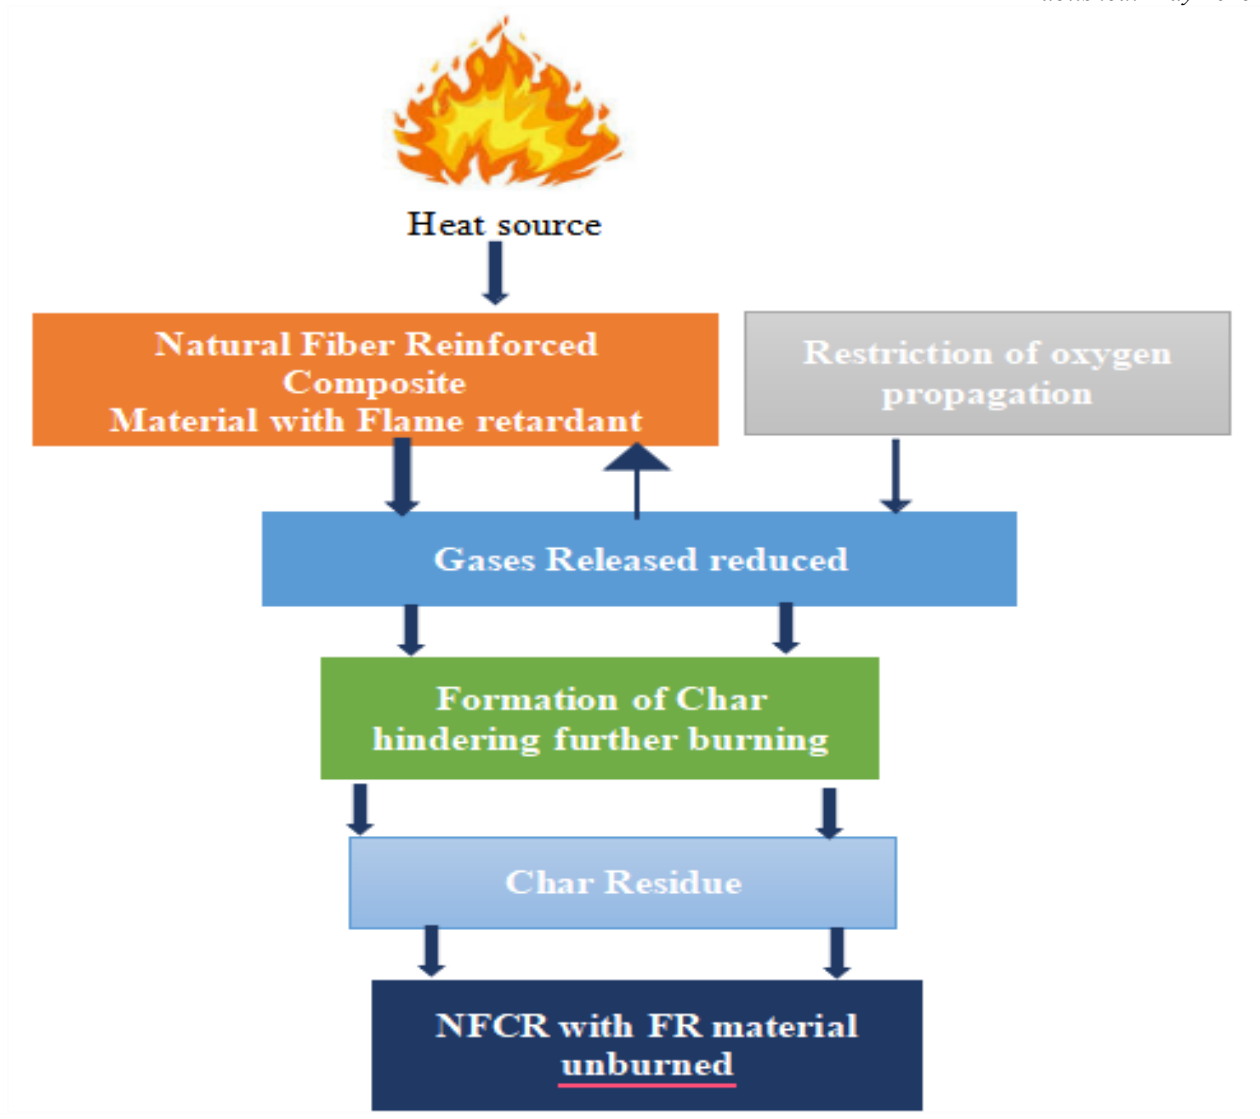 Heat source
Natural Fiber Reinforced
Composite
Material with Flame retardant
Restriction of oxygen
propagation
Gases Released reduced
Formation of Char
hindering further burning
Char Residue
NFCR with FR material
unburned